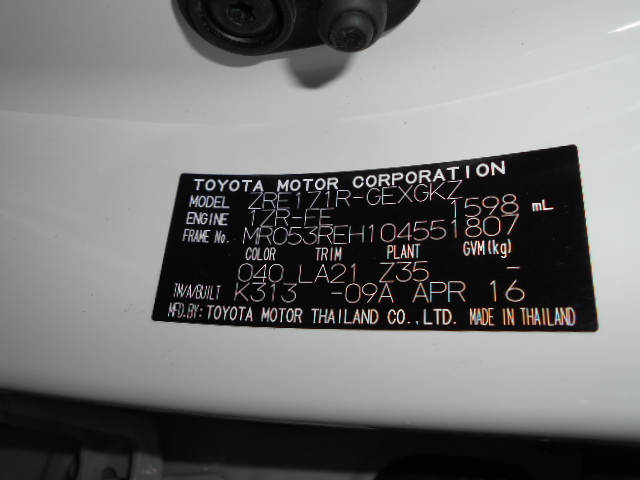 TOYOTA MOTOR CORPORATION
MODEL ZRE171R-GEXGKZ
ENGINE 1ZR-FE 1598 mL
FRAME No. MR053REH104551807
COLOR TRIM PLANT GVM(kg)
040 LA21 Z35 -
TM/A/BUILT K313 -09A APR 16
MFD.BY: TOYOTA MOTOR THAILAND CO.,LTD. MADE IN THAILAND